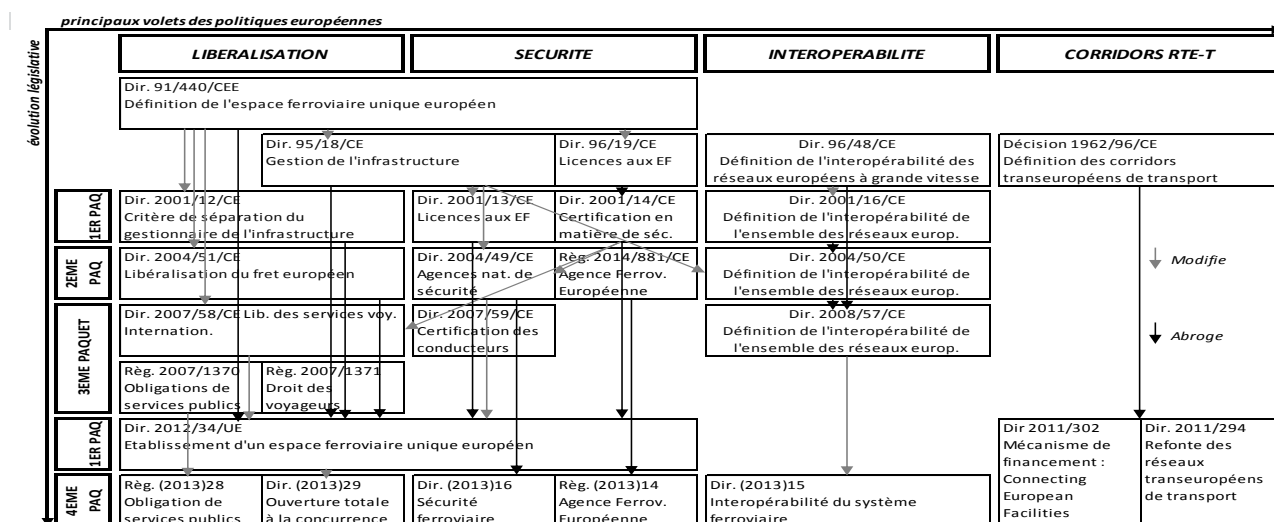 principaux volets des politiques européennes
évolution législative
LIBERALISATION
SECURITE
INTEROPERABILITE
CORRIDORS RTE-T
Dir. 91/440/CEE
Définition de l'espace ferroviaire unique européen
Dir. 95/18/CE
Gestion de l'infrastructure
Dir. 96/19/CE
Licences aux EF
Dir. 96/48/CE
Définition de l'interopérabilité des
réseaux européens à grande vitesse
Décision 1962/96/CE
Définition des corridors
transeuropéens de transport
1ER PAQ
Dir. 2001/12/CE
Critère de séparation du
gestionnaire de l'infrastructure
Dir. 2001/13/CE
Licences aux EF
Dir. 2001/14/CE
Certification en
matière de séc.
Dir. 2001/16/CE
Définition de l'interopérabilité de
l'ensemble des réseaux europ.
2EME
PAQ
Dir. 2004/51/CE
Libéralisation du fret européen
Dir. 2004/49/CE
Agences nat. de
sécurité
Règ. 2014/881/CE
Agence Ferrov.
Européenne
Dir. 2004/50/CE
Définition de l'interopérabilité de
l'ensemble des réseaux europ.
Modifie
3EME PAQUET
Dir. 2007/58/CE Lib. des services voy.
Internation.
Dir. 2007/59/CE
Certification des
conducteurs
Dir. 2008/57/CE
Définition de l'interopérabilité de
l'ensemble des réseaux europ.
Abroge
Règ. 2007/1370
Obligations de
services publics
Règ. 2007/1371
Droit des
voyageurs
1ER PAQ
Dir. 2012/34/UE
Etablissement d'un espace ferroviaire unique européen
Dir 2011/302
Mécanisme de
financement :
Connecting
European
Facilities
Dir. 2011/294
Refonte des
réseaux
transeuropéens
de transport
4EME
PAQ
Règ. (2013)28
Obligation de
services publics
Dir. (2013)29
Ouverture totale
à la concurrence
Dir. (2013)16
Sécurité
ferroviaire
Règ. (2013)14
Agence Ferrov.
Européenne
Dir. (2013)15
Interopérabilité du système
ferroviaire